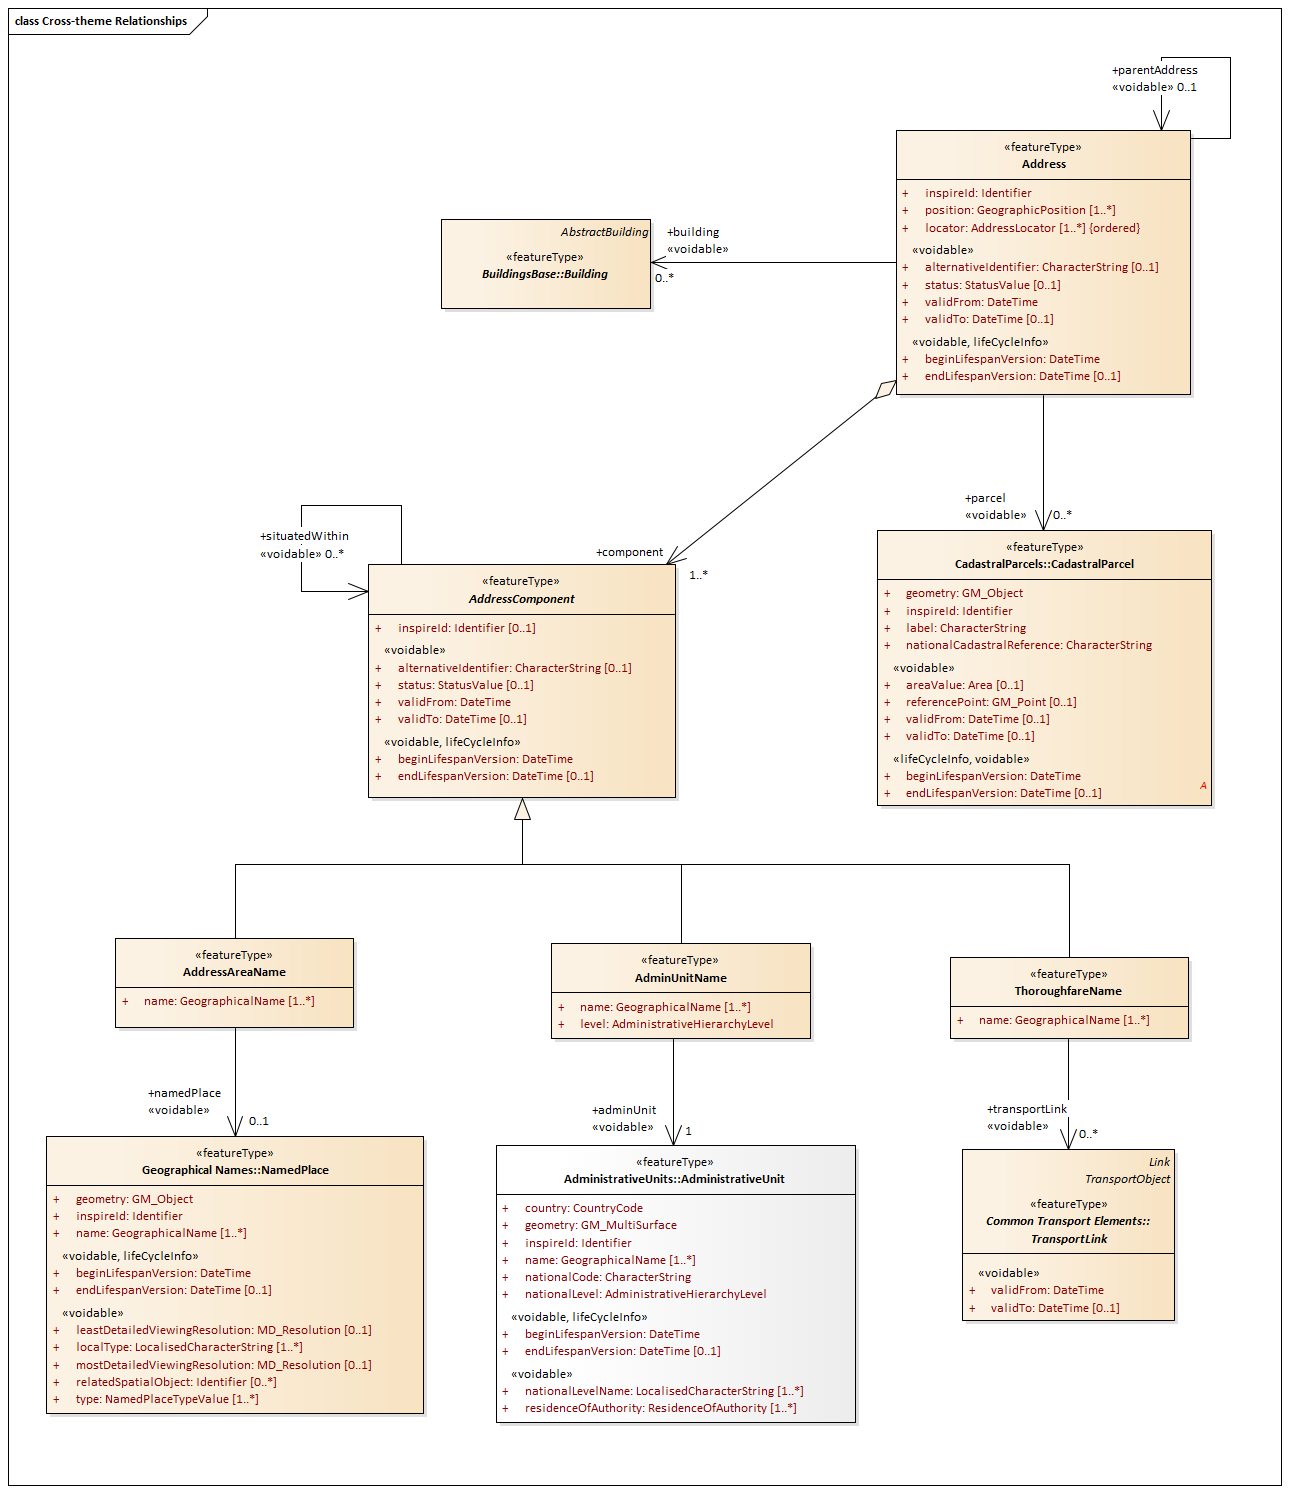 class Cross-theme Relationships
+parentAddress
«voidable» 0..1
«featureType»
Address
+ inspireId: Identifier
+ position: GeographicPosition [1..*]
+ locator: AddressLocator [1..*] {ordered}
«voidable»
+ alternativeIdentifier: CharacterString [0..1]
+ status: StatusValue [0..1]
+ validFrom: DateTime
+ validTo: DateTime [0..1]
«voidable, lifeCycleInfo»
+ beginLifespanVersion: DateTime
+ endLifespanVersion: DateTime [0..1]
AbstractBuilding
«featureType»
BuildingsBase::Building
+building
«voidable»
0..*
+situatedWithin
«voidable» 0..*
+component
1..*
+parcel
«voidable»
0..*
«featureType»
AddressComponent
+ inspireId: Identifier [0..1]
«voidable»
+ alternativeIdentifier: CharacterString [0..1]
+ status: StatusValue [0..1]
+ validFrom: DateTime
+ validTo: DateTime [0..1]
«voidable, lifeCycleInfo»
+ beginLifespanVersion: DateTime
+ endLifespanVersion: DateTime [0..1]
«featureType»
CadastralParcels::CadastralParcel
+ geometry: GM_Object
+ inspireId: Identifier
+ label: CharacterString
+ nationalCadastralReference: CharacterString
«voidable»
+ areaValue: Area [0..1]
+ referencePoint: GM_Point [0..1]
+ validFrom: DateTime [0..1]
+ validTo: DateTime [0..1]
«lifeCycleInfo, voidable»
+ beginLifespanVersion: DateTime
+ endLifespanVersion: DateTime [0..1]
A
«featureType»
AddressAreaName
+ name: GeographicalName [1..*]
«featureType»
AdminUnitName
+ name: GeographicalName [1..*]
+ level: AdministrativeHierarchyLevel
«featureType»
ThoroughfareName
+ name: GeographicalName [1..*]
+namedPlace
«voidable»
0..1
+adminUnit
«voidable»
1
+transportLink
«voidable»
0..*
«featureType»
Geographical Names::NamedPlace
+ geometry: GM_Object
+ inspireId: Identifier
+ name: GeographicalName [1..*]
«voidable, lifeCycleInfo»
+ beginLifespanVersion: DateTime
+ endLifespanVersion: DateTime [0..1]
«voidable»
+ leastDetailedViewingResolution: MD_Resolution [0..1]
+ localType: LocalisedCharacterString [1..*]
+ mostDetailedViewingResolution: MD_Resolution [0..1]
+ relatedSpatialObject: Identifier [0..*]
+ type: NamedPlaceTypeValue [1..*]
«featureType»
AdministrativeUnits::AdministrativeUnit
+ country: CountryCode
+ geometry: GM_MultiSurface
+ inspireId: Identifier
+ name: GeographicalName [1..*]
+ nationalCode: CharacterString
+ nationalLevel: AdministrativeHierarchyLevel
«voidable, lifeCycleInfo»
+ beginLifespanVersion: DateTime
+ endLifespanVersion: DateTime [0..1]
«voidable»
+ nationalLevelName: LocalisedCharacterString [1..*]
+ residenceOfAuthority: ResidenceOfAuthority [1..*]
Link
TransportObject
«featureType»
Common Transport Elements::
TransportLink
«voidable»
+ validFrom: DateTime
+ validTo: DateTime [0..1]